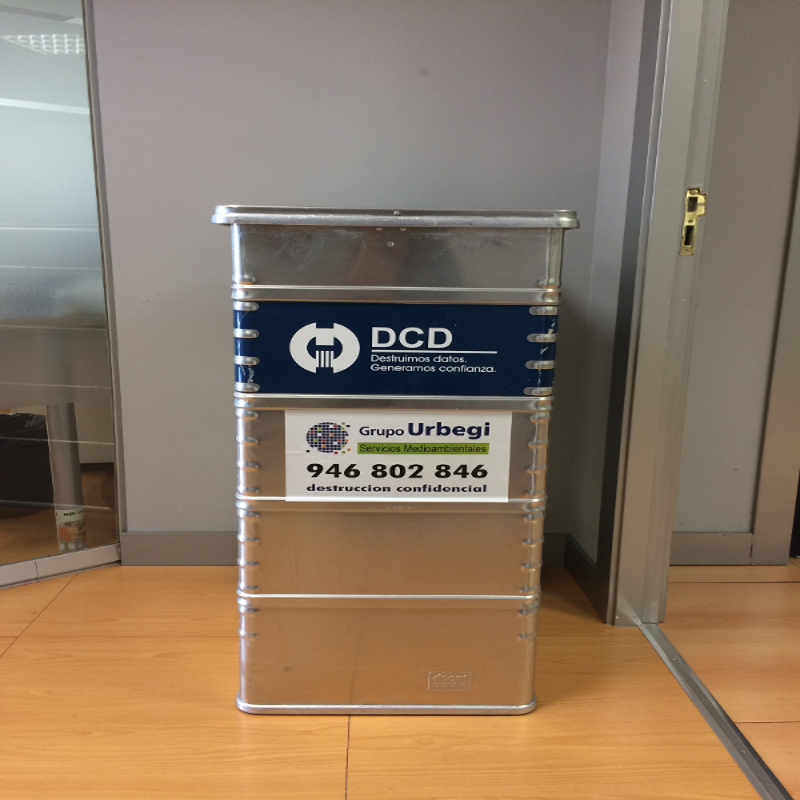 DCD
Destruimos datos.
Generamos confianza.
Grupo Urbegi
Servicios Medioambientales
946 802 846
destruccion confidencial